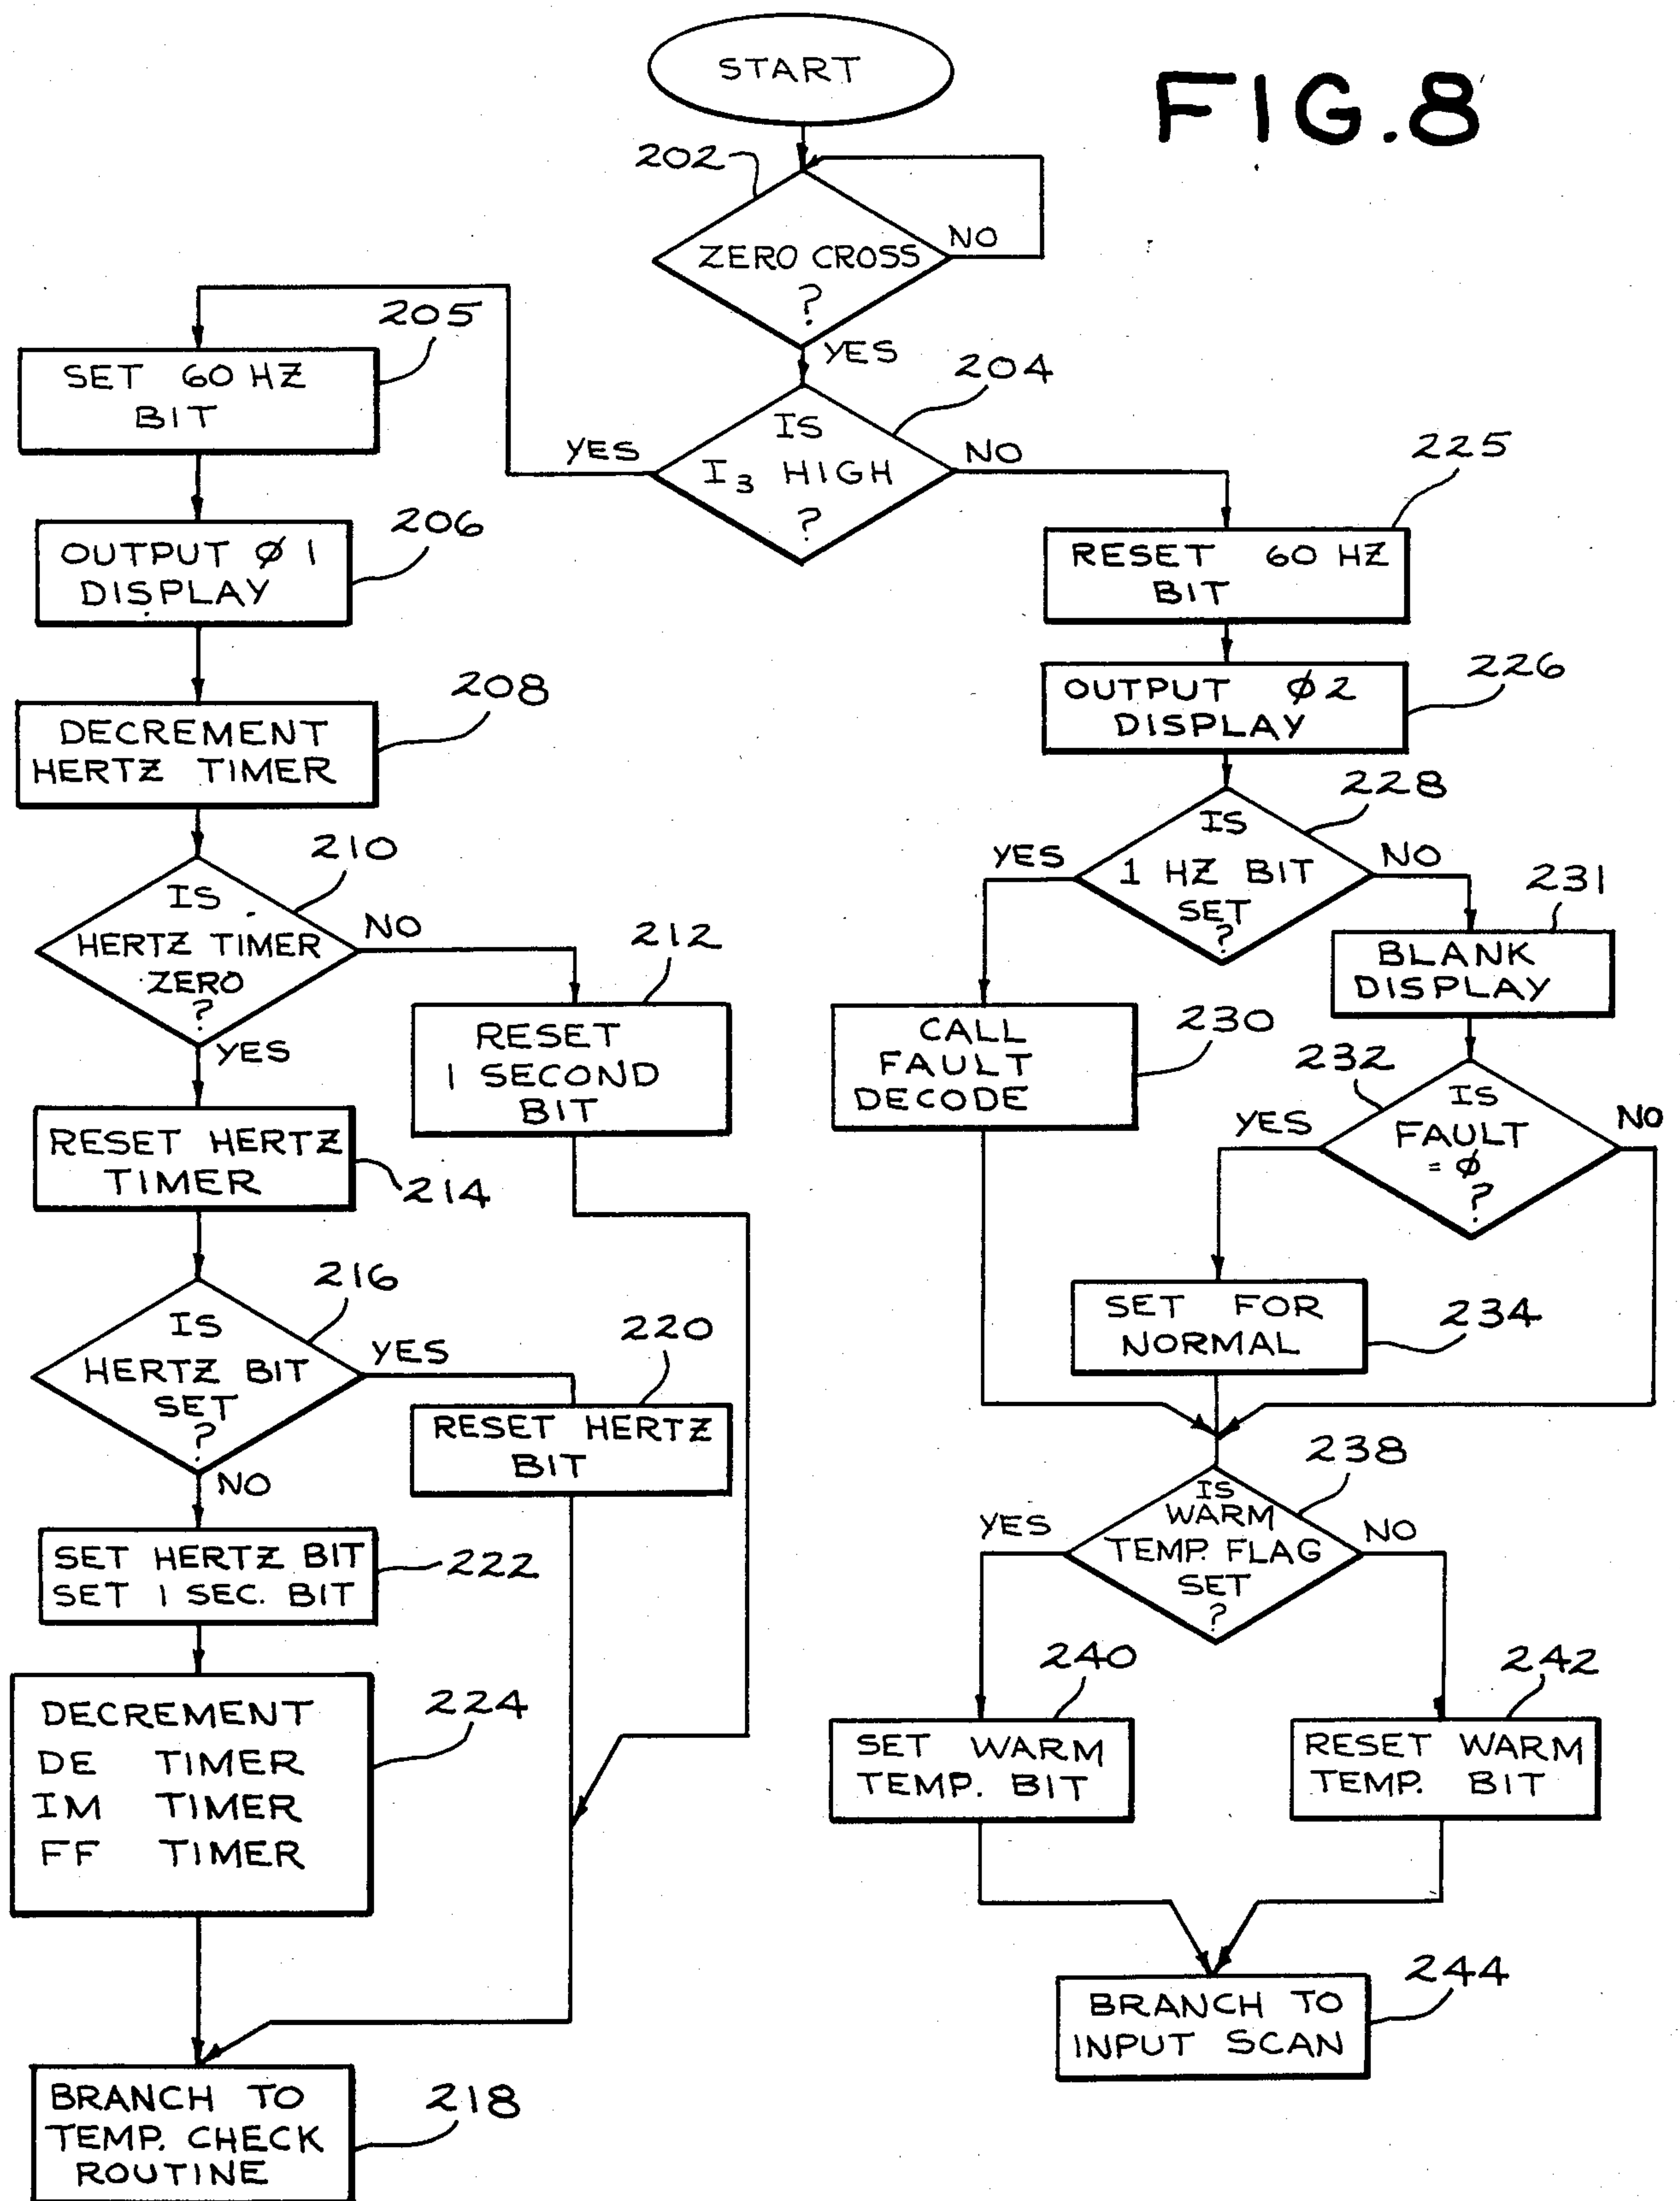 FIG.8
START
202
ZERO CROSS
?
NO
YES
204
IS
I3 HIGH
?
YES
NO
205
SET 60 HZ
BIT
206
OUTPUT Ø 1
DISPLAY
208
DECREMENT
HERTZ TIMER
210
IS
HERTZ TIMER
ZERO
?
NO
YES
212
RESET
1 SECOND
BIT
RESET HERTZ
TIMER
214
216
IS
HERTZ BIT
SET
?
YES
NO
220
RESET HERTZ
BIT
SET HERTZ BIT
SET 1 SEC. BIT
222
DECREMENT
DE TIMER
IM TIMER
FF TIMER
224
BRANCH TO
TEMP. CHECK
ROUTINE
218
225
RESET 60 HZ
BIT
226
OUTPUT Ø2
DISPLAY
228
IS
1 HZ BIT
SET
?
YES
NO
231
BLANK
DISPLAY
CALL
FAULT
DECODE
230
232
IS
FAULT
= Ø
?
YES
NO
SET FOR
NORMAL
234
238
IS
WARM
TEMP. FLAG
SET
?
YES
NO
240
SET WARM
TEMP. BIT
242
RESET WARM
TEMP. BIT
244
BRANCH TO
INPUT SCAN